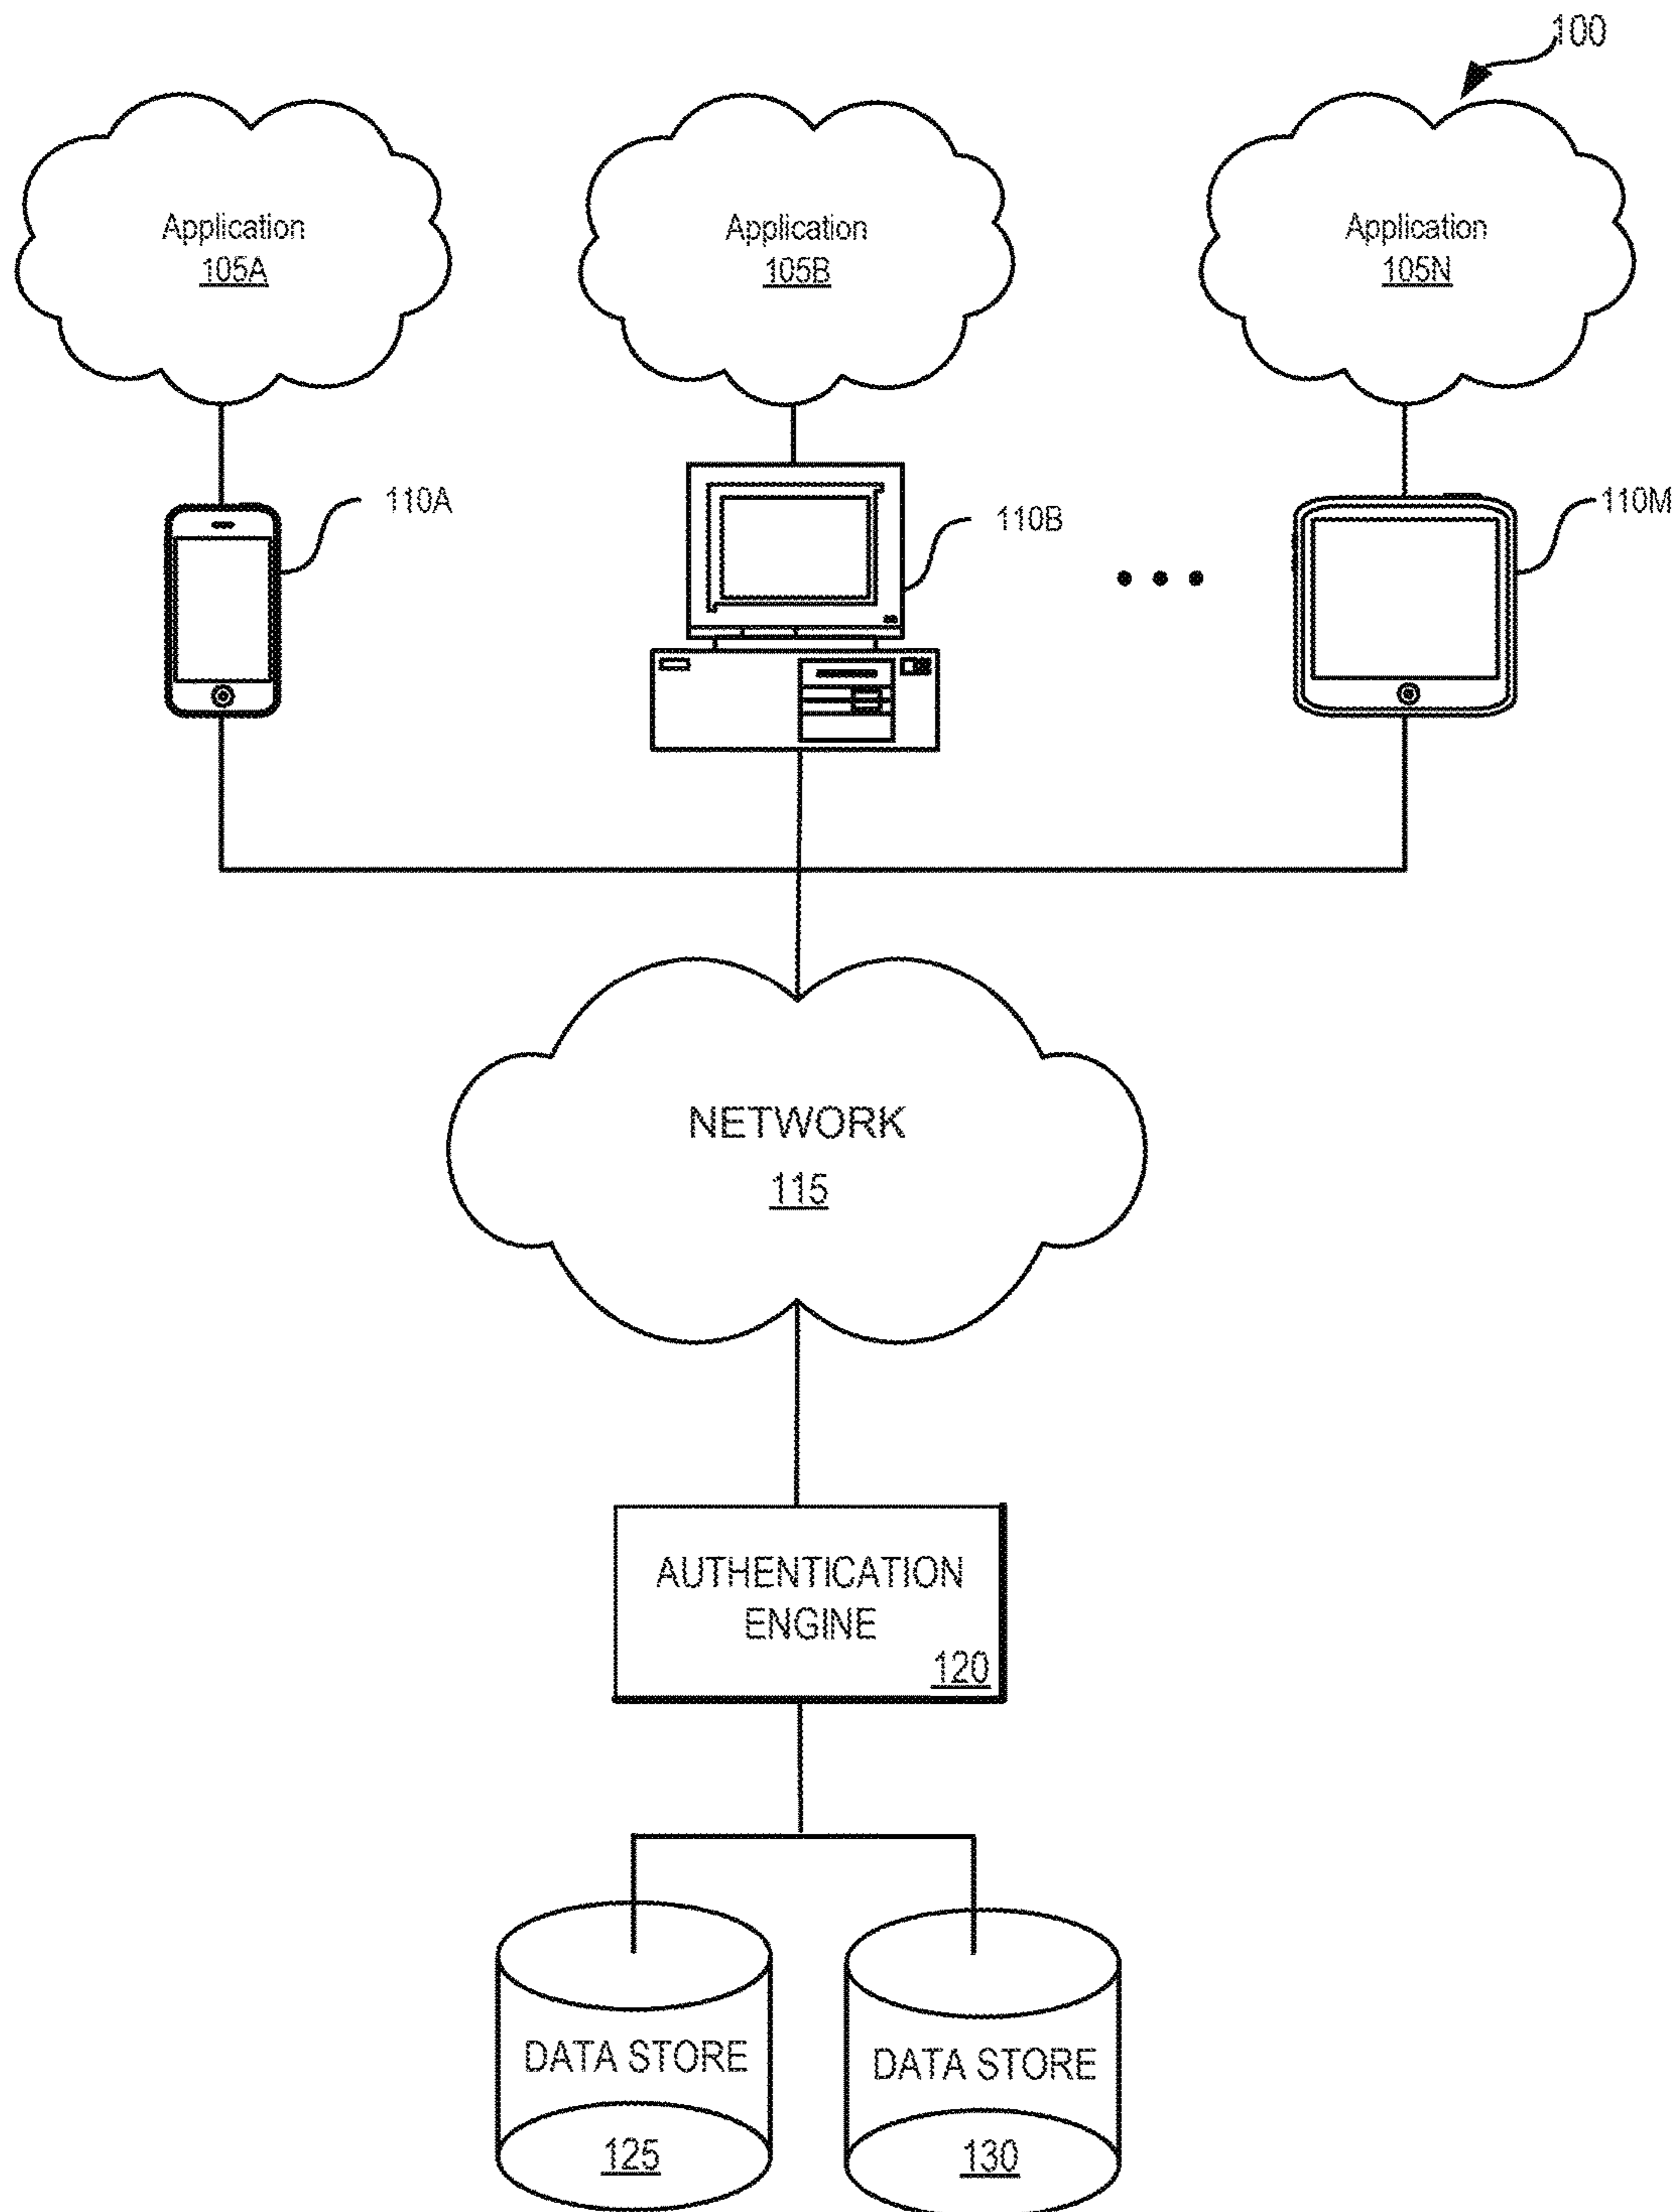 100
Application
105A
Application
105B
Application
105N
110A
110B
110M
NETWORK
115
AUTHENTICATION
ENGINE
120
DATA STORE
125
DATA STORE
130